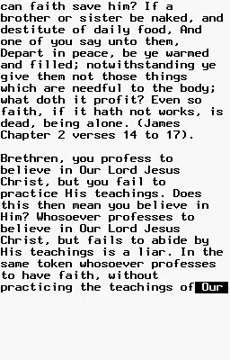 can faith save him? If a
brother or sister be naked, and
destitute of daily food, And
one of you say unto them,
Depart in peace, be ye warmed
and filled; notwithstanding ye
give them not those things
which are needful to the body;
what doth it profit? Even so
faith, if it hath not works, is
dead, being alone. (James
Chapter 2 verses 14 to 17).

Brethren, you profess to
believe in Our Lord Jesus
Christ, but you fail to
practice His teachings. Does
this then mean you believe in
Him? Whosoever professes to
believe in Our Lord Jesus
Christ, but fails to abide by
His teachings is a liar. In the
same token whosoever professes
to have faith, without
practicing the teachings of Our